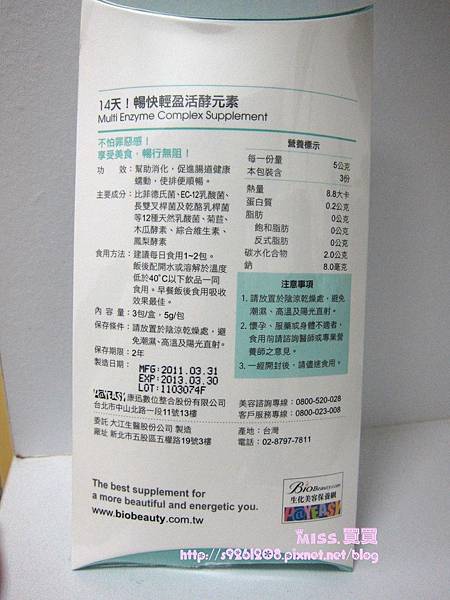 14天！暢快輕盈活酵元素
Multi Enzyme Complex Supplement
不怕罪惡感！
享受美食，暢行無阻！
功　　效：幫助消化，促進腸道健康
蠕動，使排便順暢。
主要成分：比菲德氏菌、EC-12乳酸菌、
長雙叉桿菌及乾酪乳桿菌
等12種天然乳酸菌、菊苣、
木瓜酵素、綜合維生素、
鳳梨酵素
食用方法：建議每日食用1~2包。
飯後配開水或溶解於溫度
低於40°C以下飲品一同
食用。早餐飯後食用吸收
效果最佳。
內 容 量：3包/盒，5g/包
保存條件：請放置於陰涼乾燥處，避
免潮濕、高溫及陽光直射。
保存期限：2年
製造日期：
MFG:2011.03.31
EXP:2013.03.30
LOT:1103074F
營養標示
每一份量 5公克
本包裝含 3份
熱量 8.8大卡
蛋白質 0.2公克
脂肪 0公克
飽和脂肪 0公克
反式脂肪 0公克
碳水化合物 2.0公克
鈉 8.0毫克
注意事項
1. 請放置於陰涼乾燥處，避免
潮濕、高溫及陽光直射。
2. 懷孕、服藥或身體不適者，
食用前請諮詢醫師或專業營
養師之意見。
3. 一經開封後，請儘速食用。
PAYEASY 康迅數位整合股份有限公司
台北市中山北路一段11號13樓
委託 大江生醫股份公司 製造
廠址 新北市五股區五權路19號3樓
美容諮詢專線：0800-520-028
客戶服務專線：0800-023-008
產地：台灣
電話：02-8797-7811
The best supplement for
a more beautiful and energetic you.
www.biobeauty.com.tw
BioBeauty.com
生化美容保養網
PAYEASY
Miss.買買
http://s9261208.pixnet.net/blog